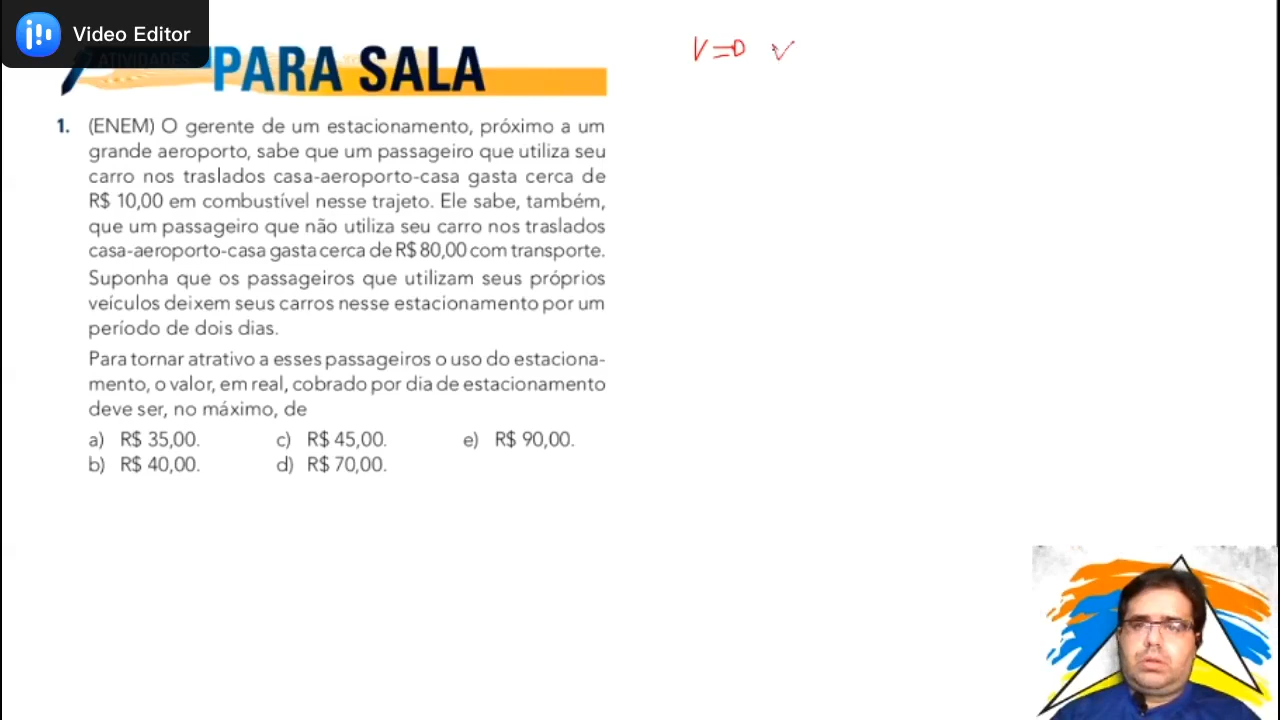 Video Editor
ATIVIDADES
PARA SALA
V ⇒ V
1. (ENEM) O gerente de um estacionamento, próximo a um
grande aeroporto, sabe que um passageiro que utiliza seu
carro nos traslados casa-aeroporto-casa gasta cerca de
R$ 10,00 em combustível nesse trajeto. Ele sabe, também,
que um passageiro que não utiliza seu carro nos traslados
casa-aeroporto-casa gasta cerca de R$ 80,00 com transporte.
Suponha que os passageiros que utilizam seus próprios
veículos deixem seus carros nesse estacionamento por um
período de dois dias.
Para tornar atrativo a esses passageiros o uso do estaciona-
mento, o valor, em real, cobrado por dia de estacionamento
deve ser, no máximo, de
a) R$ 35,00. c) R$ 45,00. e) R$ 90,00.
b) R$ 40,00. d) R$ 70,00.